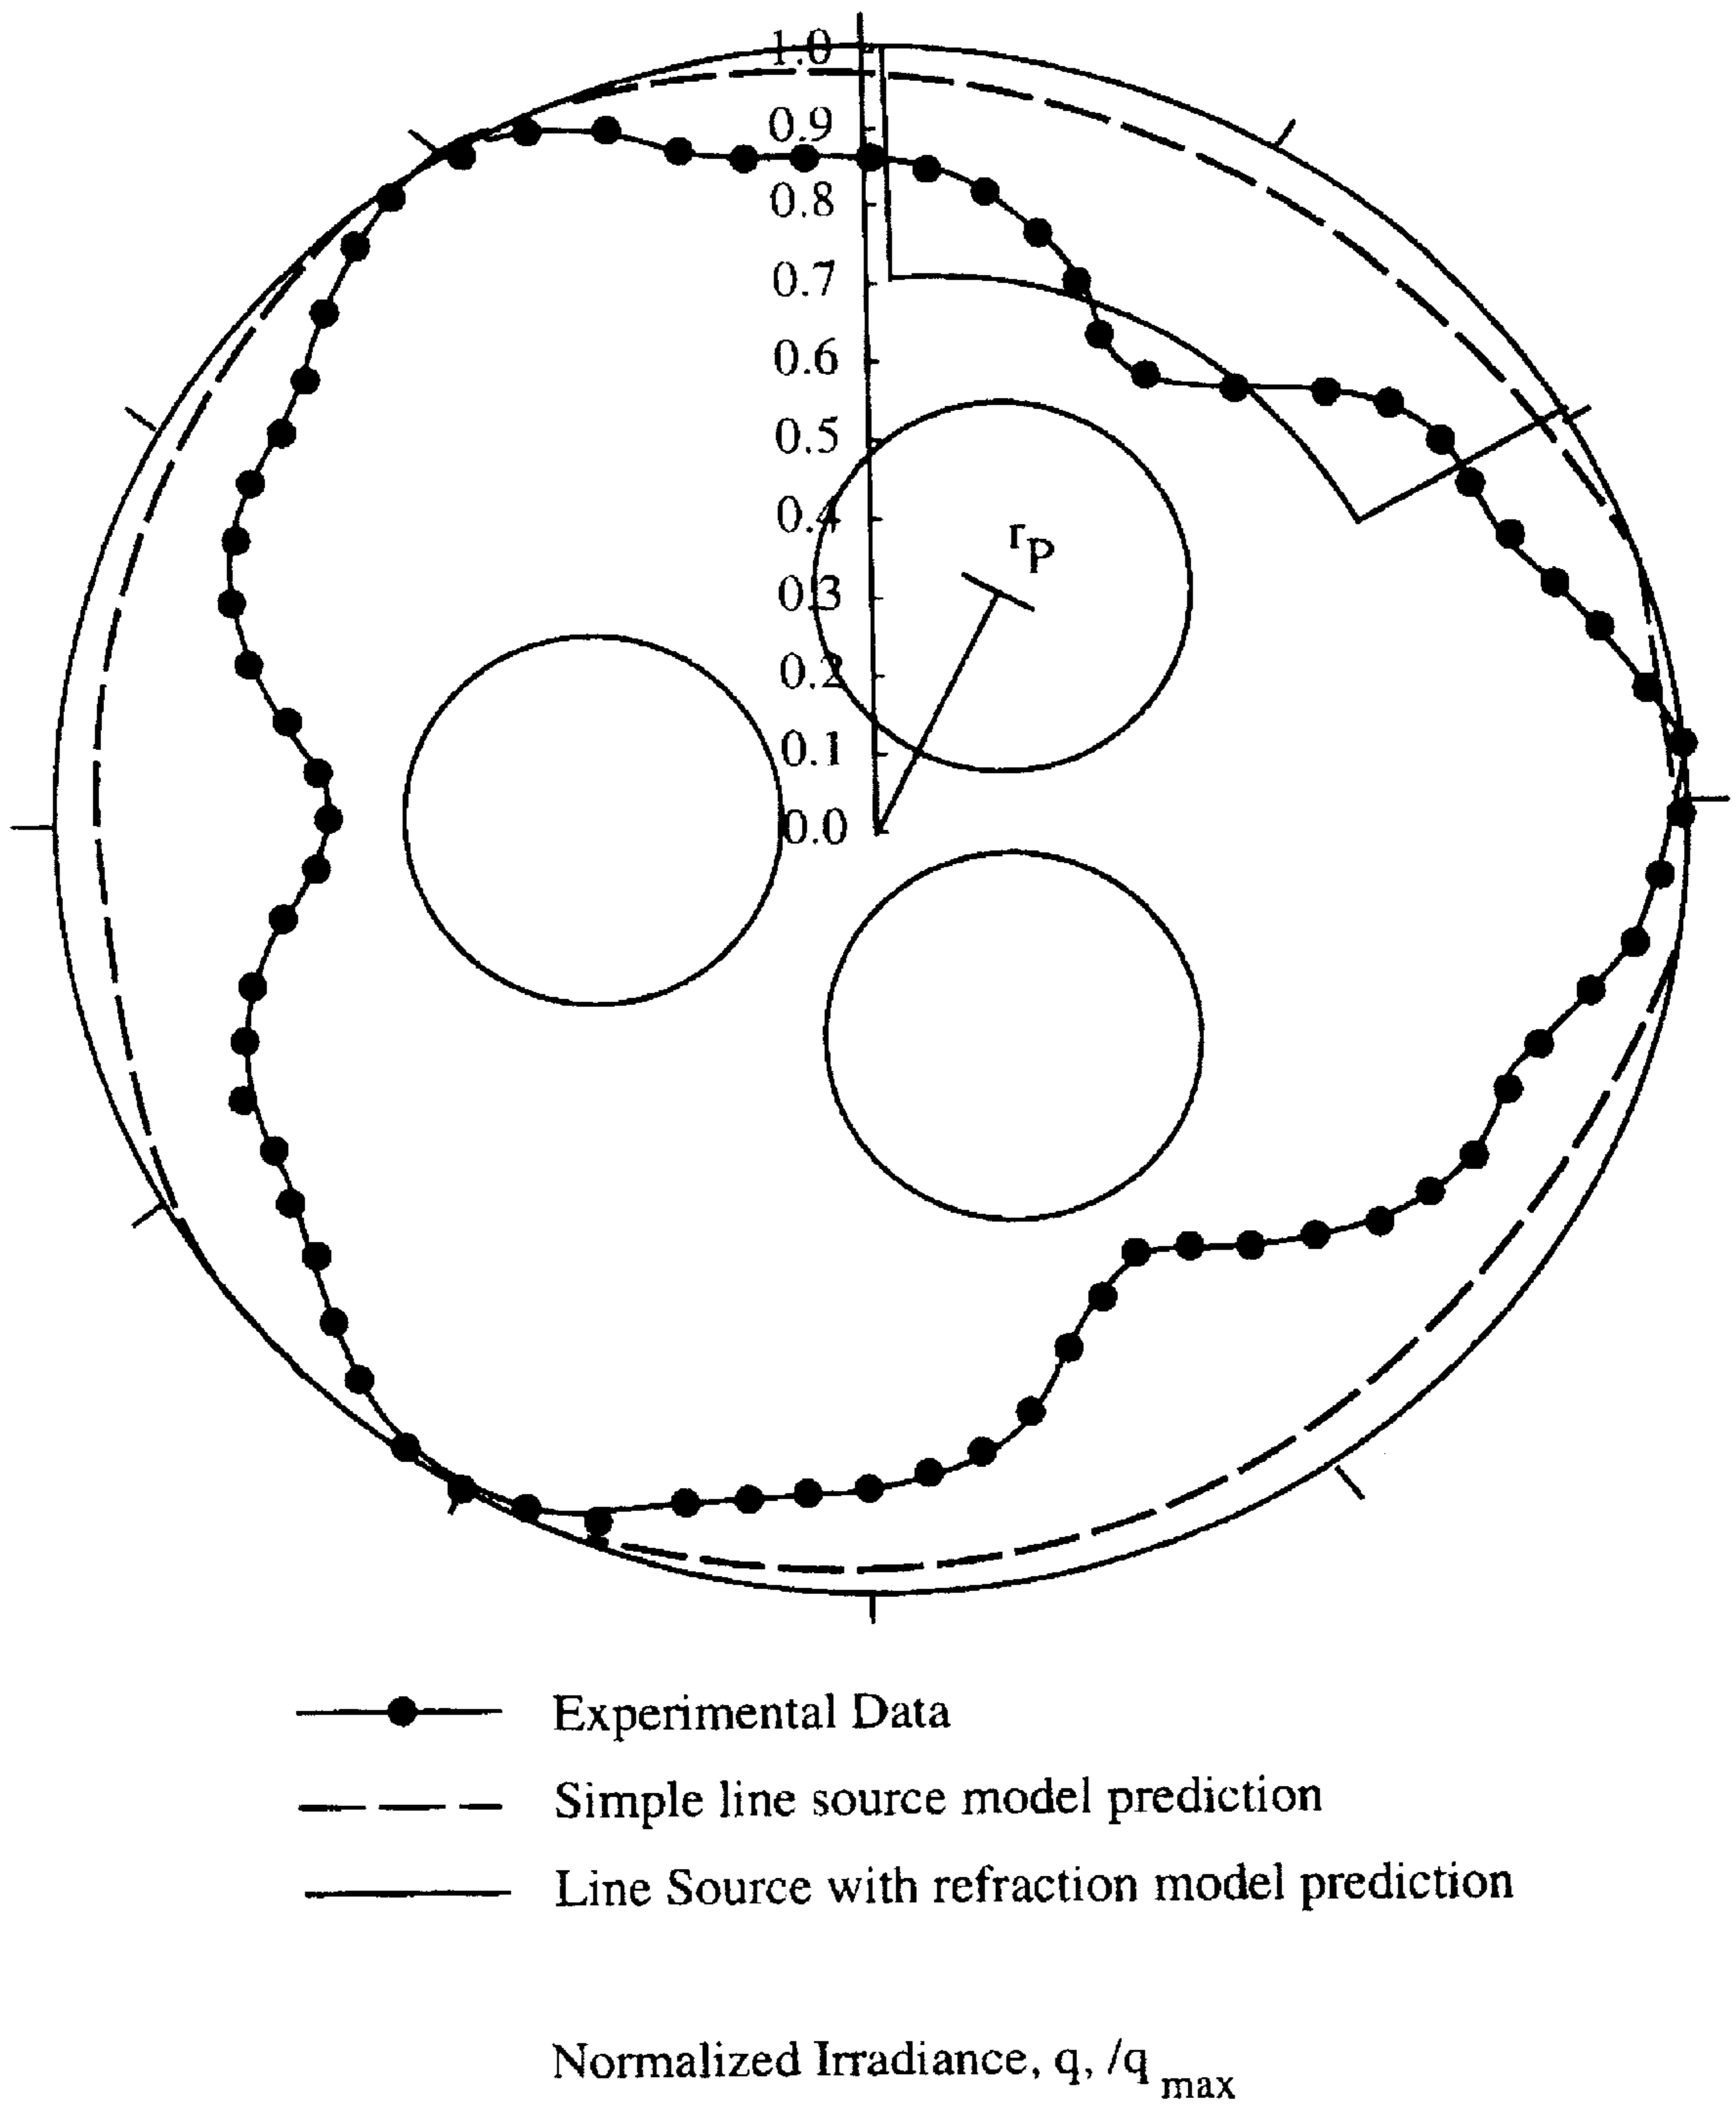 1.0
0.9
0.8
0.7
0.6
0.5
0.4
0.3
0.2
0.1
0.0
rP
Experimental Data
Simple line source model prediction
Line Source with refraction model prediction
Normalized Irradiance, q, /q max